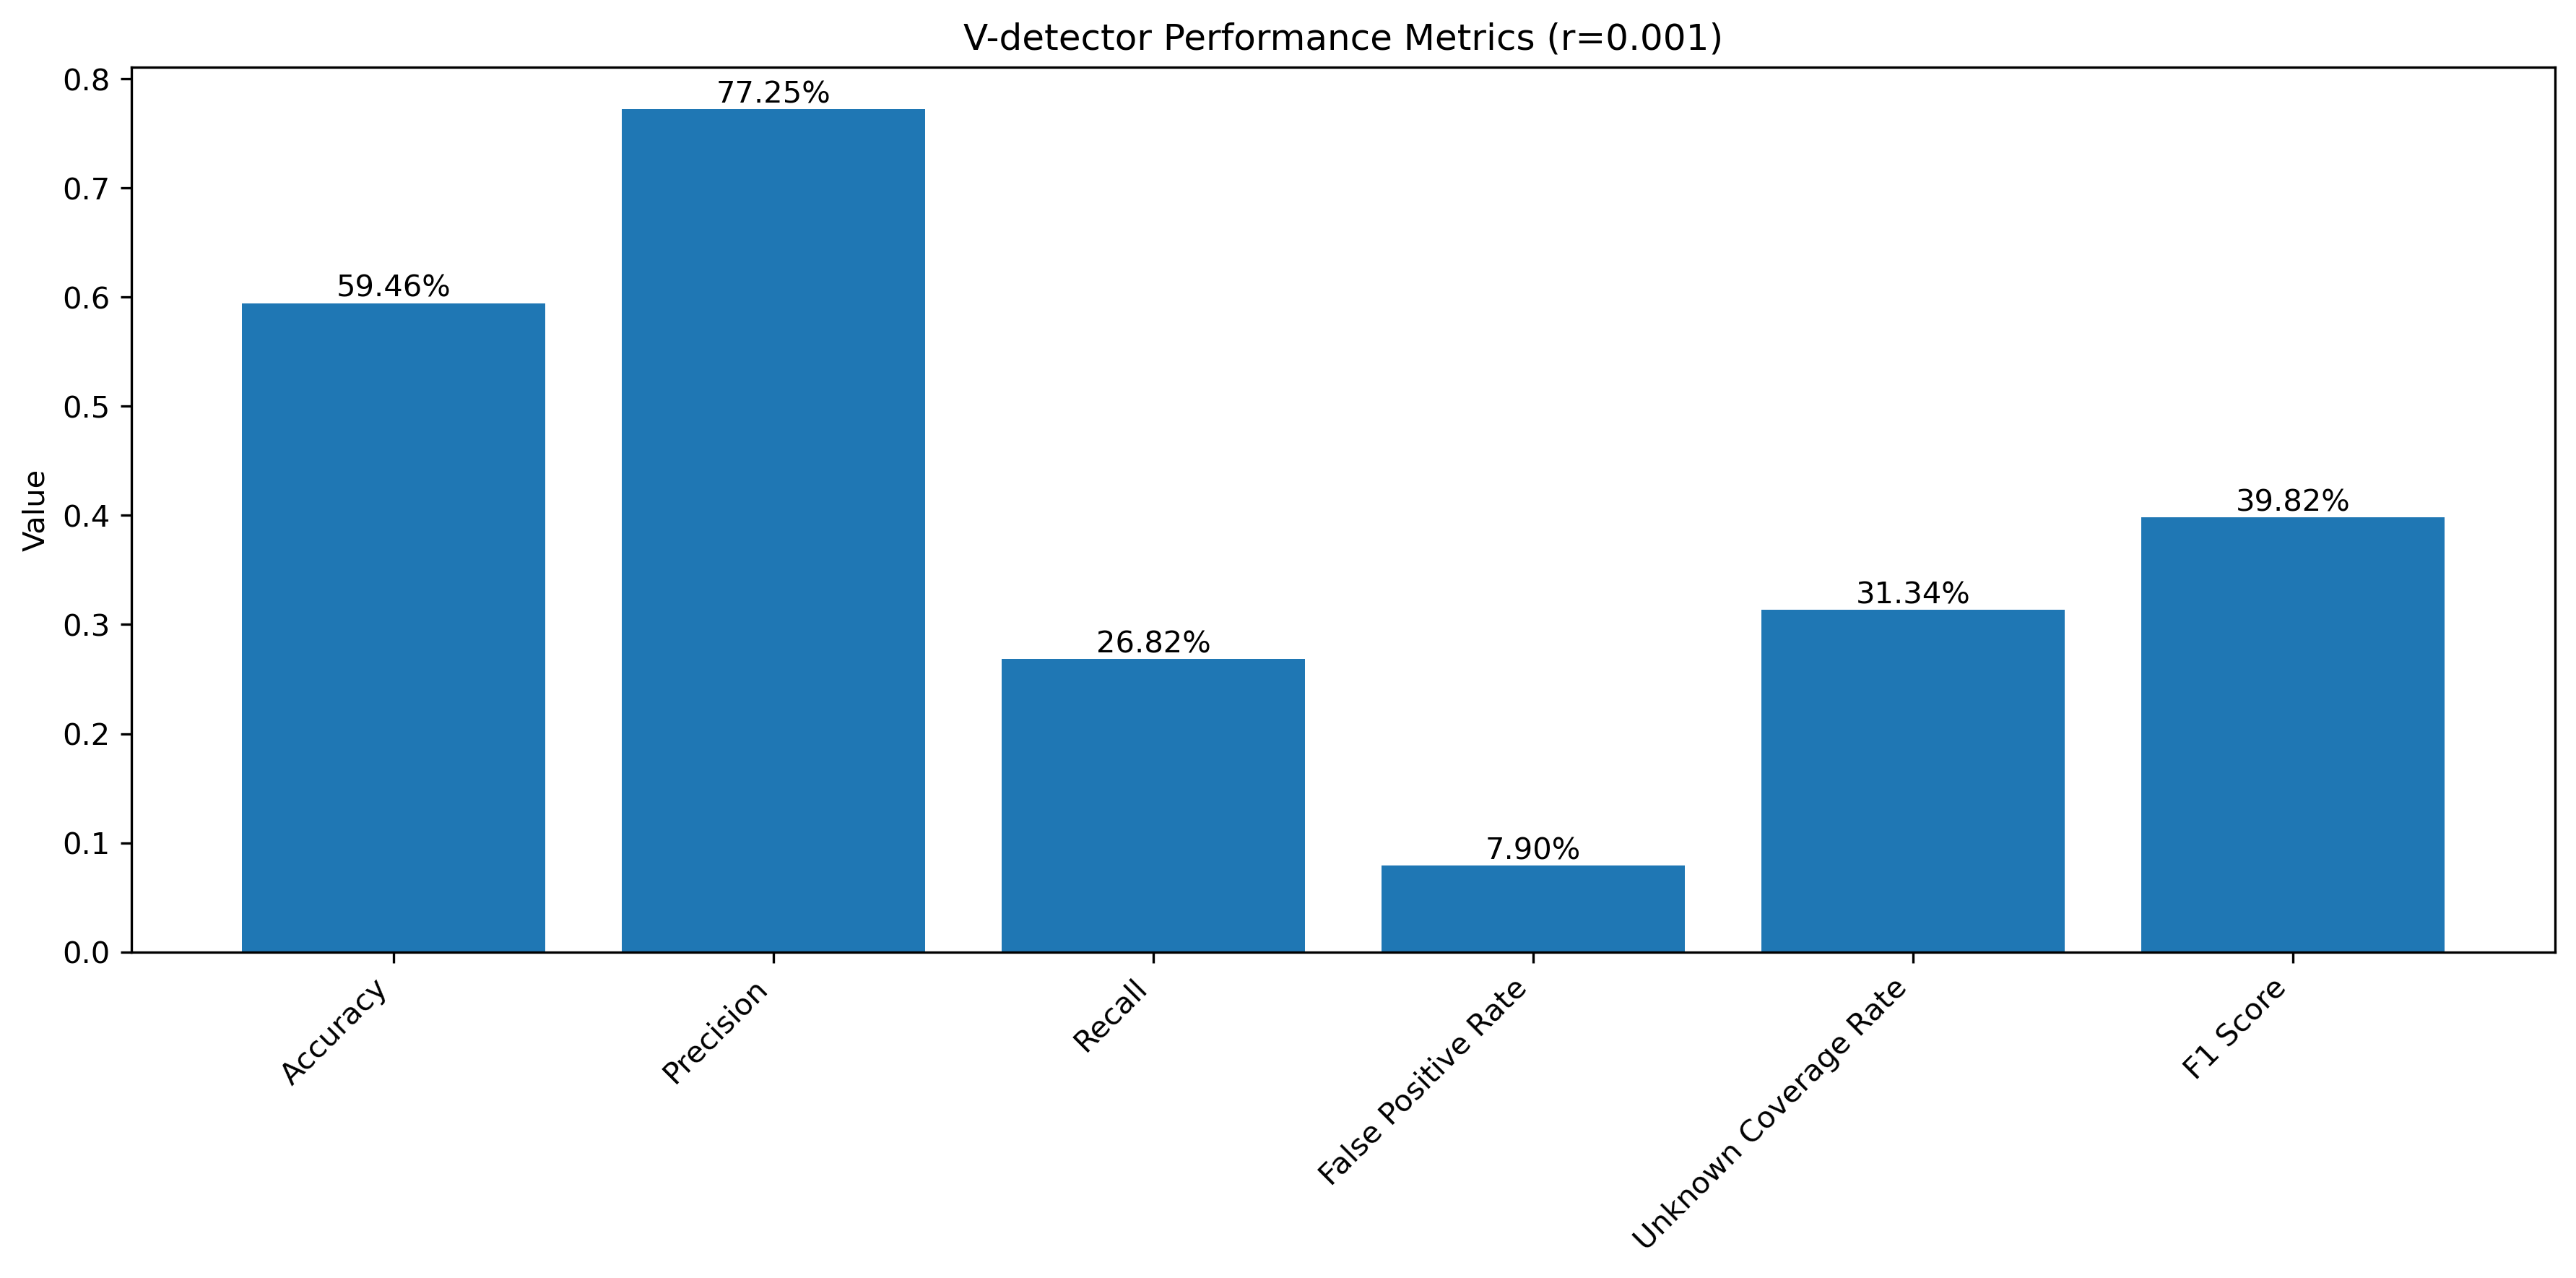 V-detector Performance Metrics (r=0.001)
Value
0.8
0.7
0.6
0.5
0.4
0.3
0.2
0.1
0.0
59.46%
77.25%
26.82%
7.90%
31.34%
39.82%
Accuracy
Precision
Recall
False Positive Rate
Unknown Coverage Rate
F1 Score